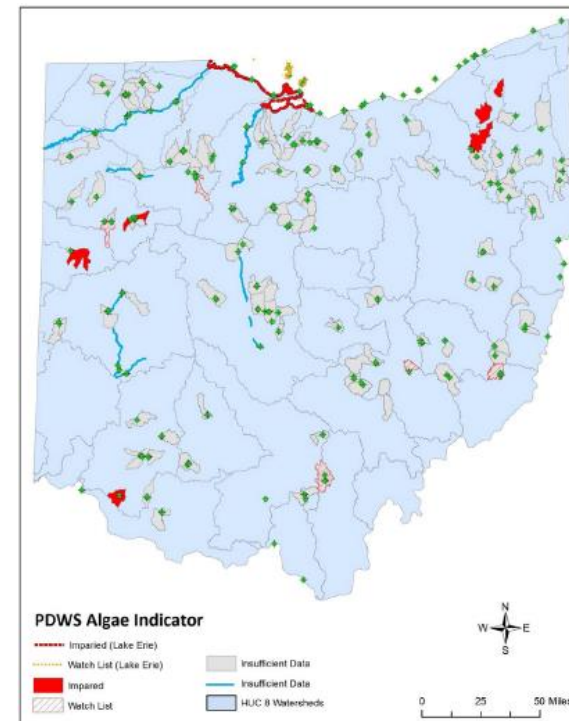 PDWS Algae Indicator
Imparied (Lake Erie)
Watch List (Lake Erie)
Impared
Watch List
Insufficient Data
Insufficient Data
HUC 8 Watersheds
N
W E
S
0 25 50 Miles